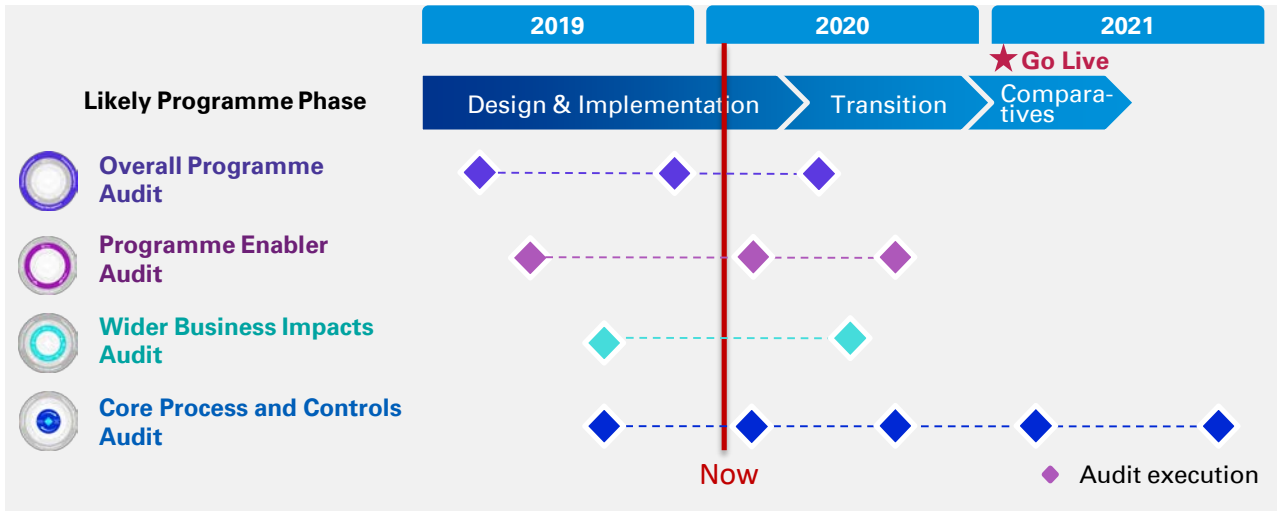 2019
2020
2021
Go Live
Likely Programme Phase
Design & Implementation
Transition
Compara-
tives
Overall Programme
Audit
Programme Enabler
Audit
Wider Business Impacts
Audit
Core Process and Controls
Audit
Now
Audit execution